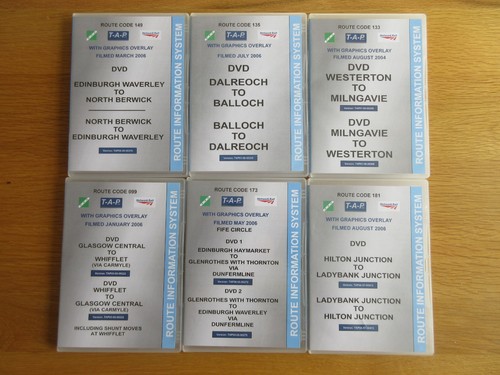 ROUTE CODE 149
T-A-P
WITH GRAPHICS OVERLAY
FILMED MARCH 2006
DVD
EDINBURGH WAVERLEY
TO
NORTH BERWICK
NORTH BERWICK
TO
EDINBURGH WAVERLEY
ROUTE INFORMATION SYSTEM
ROUTE CODE 135
T-A-P
WITH GRAPHICS OVERLAY
FILMED JULY 2006
DVD
DALREOCH
TO
BALLOCH
BALLOCH
TO
DALREOCH
ROUTE INFORMATION SYSTEM
ROUTE CODE 133
T-A-P
WITH GRAPHICS OVERLAY
FILMED AUGUST 2004
DVD
WESTERTON
TO
MILNGAVIE
DVD
MILNGAVIE
TO
WESTERTON
ROUTE INFORMATION SYSTEM
ROUTE CODE 099
T-A-P
WITH GRAPHICS OVERLAY
FILMED JANUARY 2006
DVD
GLASGOW CENTRAL
TO
WHIFFLET
(VIA CARMYLE)
DVD
WHIFFLET
TO
GLASGOW CENTRAL
(VIA CARMYLE)
INCLUDING SHUNT MOVES
AT WHIFFLET
ROUTE INFORMATION SYSTEM
ROUTE CODE 173
T-A-P
WITH GRAPHICS OVERLAY
FILMED MAY 2006
FIFE CIRCLE
DVD 1
EDINBURGH HAYMARKET
TO
GLENROTHES WITH THORNTON
VIA
DUNFERMLINE
DVD 2
GLENROTHES WITH THORNTON
TO
EDINBURGH WAVERLEY
VIA
DUNFERMLINE
ROUTE INFORMATION SYSTEM
ROUTE CODE 191
T-A-P
WITH GRAPHICS OVERLAY
FILMED AUGUST 2006
DVD
HILTON JUNCTION
TO
LADYBANK JUNCTION
LADYBANK JUNCTION
TO
HILTON JUNCTION
ROUTE INFORMATION SYSTEM